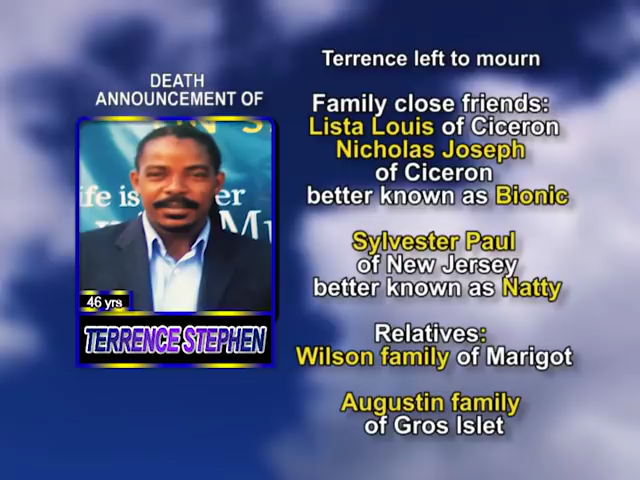 DEATH
ANNOUNCEMENT OF
46 yrs
TERRENCE STEPHEN
Terrence left to mourn
Family close friends:
Lista Louis of Ciceron
Nicholas Joseph
of Ciceron
better known as Bionic
Sylvester Paul
of New Jersey
better known as Natty
Relatives:
Wilson family of Marigot
Augustin family
of Gros Islet